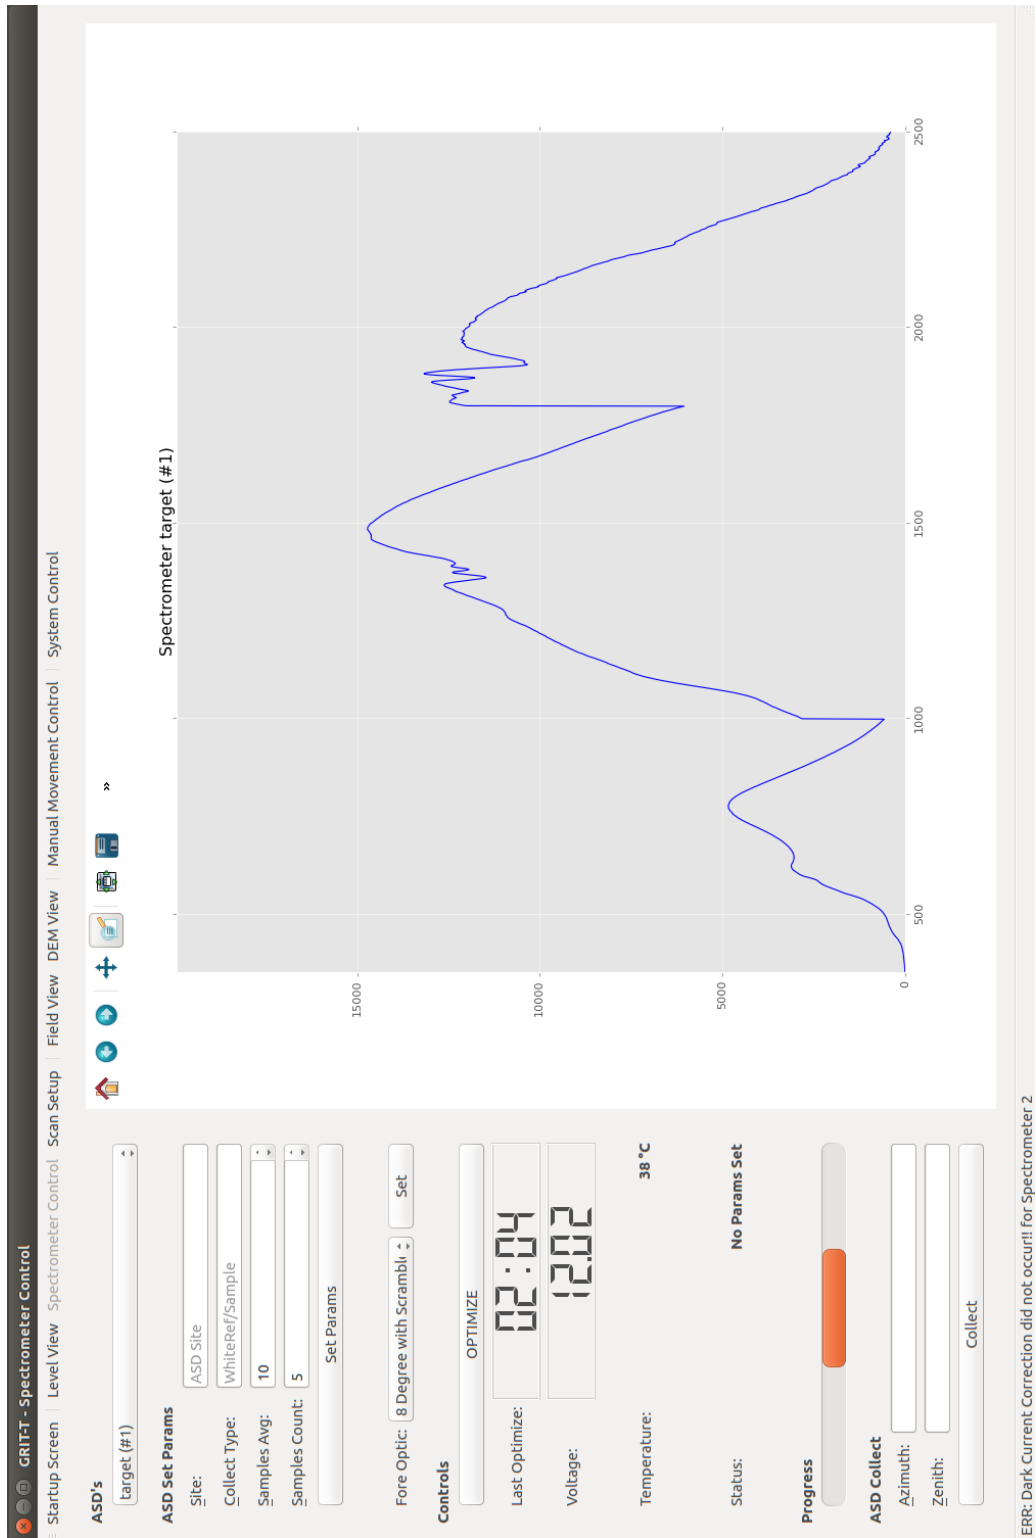 GRIT-T - Spectrometer Control
Startup Screen | Level View Spectrometer Control Scan Setup | Field View DEM View | Manual Movement Control | System Control
ASD's
target (#1)
ASD Set Params
Site: ASD Site
Collect Type: WhiteRef/Sample
Samples Avg: 10
Samples Count: 5
Set Params
Fore Optic: 8 Degree with Scrambl Set
Controls
OPTIMIZE
Last Optimize: 02:04
Voltage: 12.02
Temperature: 38 °C
Status: No Params Set
Progress
ASD Collect
Azimuth:
Zenith:
Collect
»
Spectrometer target (#1)
15000
10000
5000
0
500 1000 1500 2000 2500
ERR: Dark Current Correction did not occur!! for Spectrometer 2